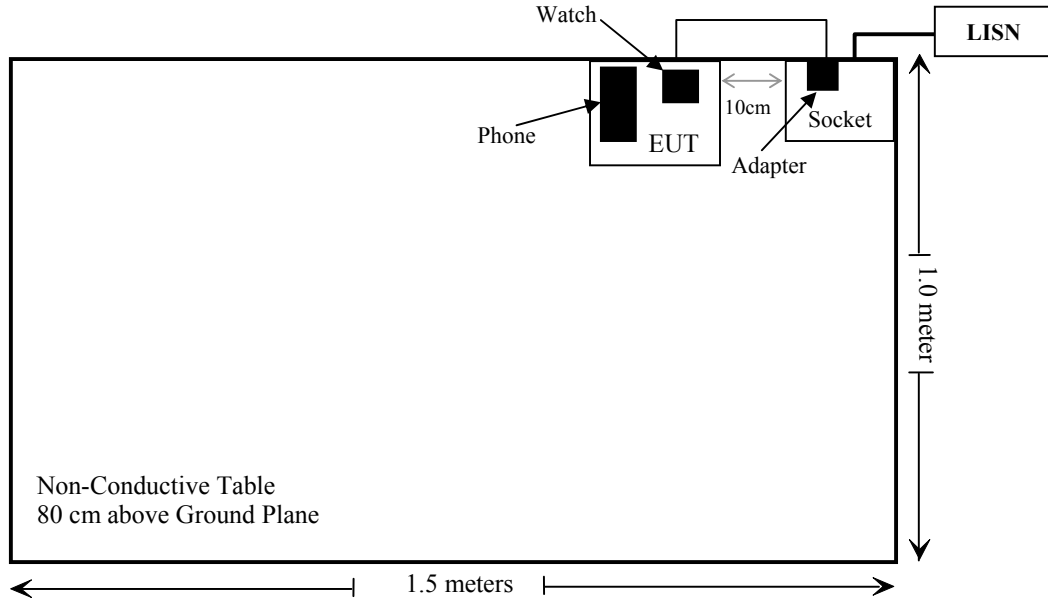 Watch
LISN
10cm
Phone
EUT
Socket
Adapter
1.0 meter
Non-Conductive Table
80 cm above Ground Plane
1.5 meters